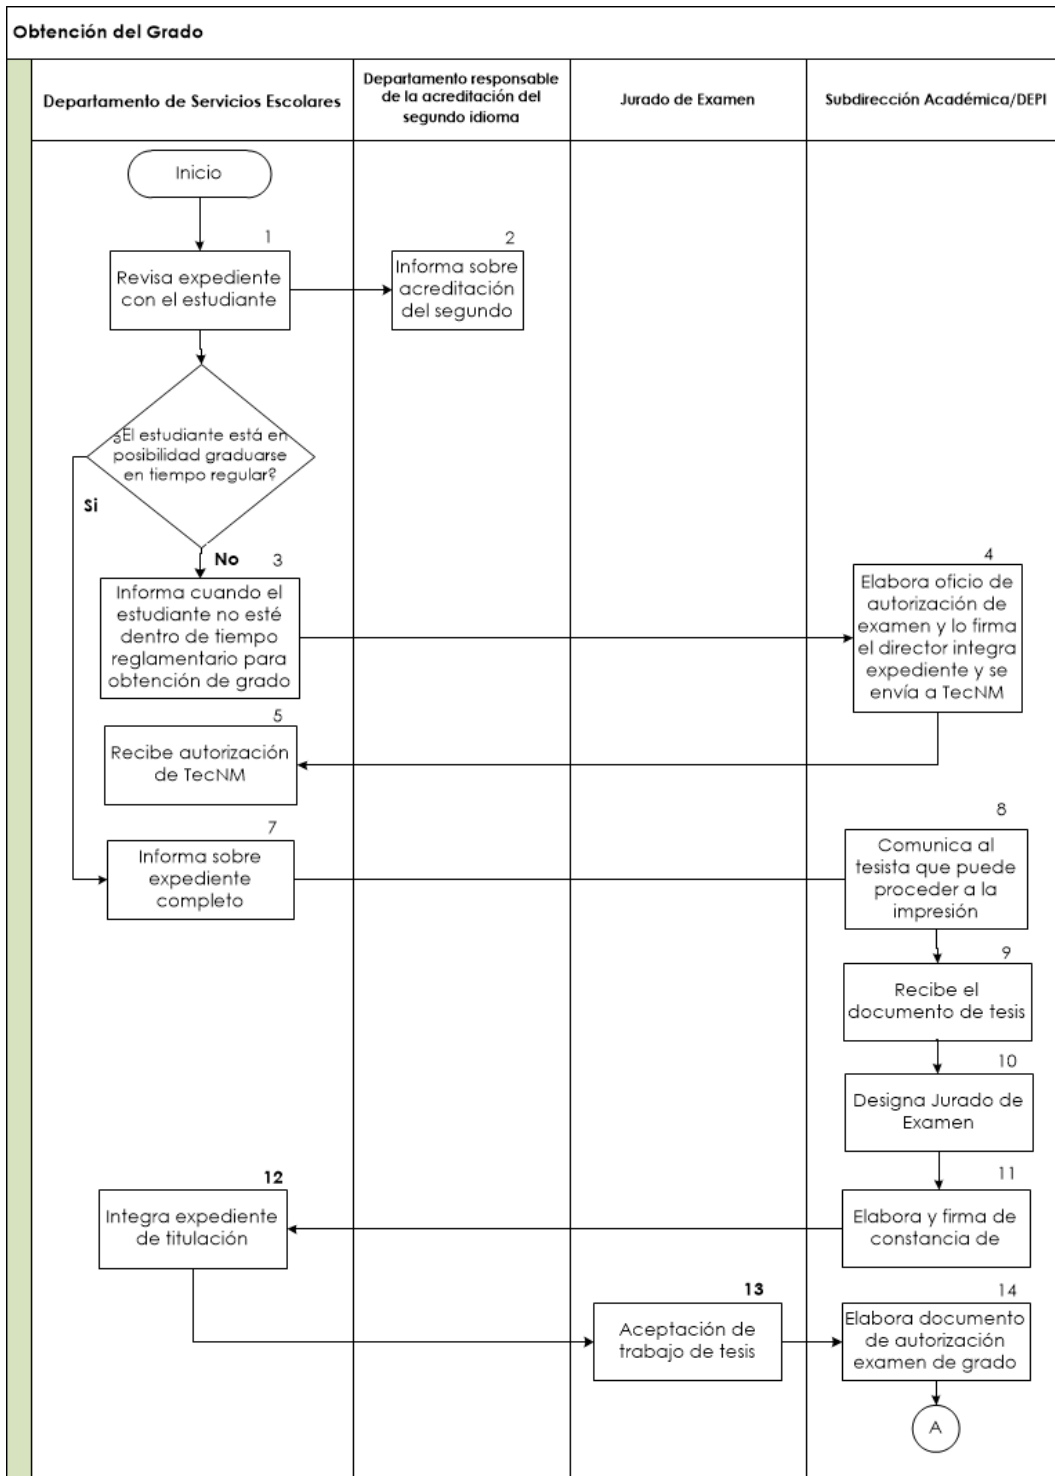 Obtención del Grado
Departamento de Servicios Escolares
Departamento responsable
de la acreditación del
segundo idioma
Jurado de Examen
Subdirección Académica/DEPI
Inicio
1
Revisa expediente
con el estudiante
2
Informa sobre
acreditación
del segundo
¿El estudiante está en
posibilidad graduarse
en tiempo regular?
Si
No
3
Informa cuando el
estudiante no esté
dentro de tiempo
reglamentario para
obtención de grado
4
Elabora oficio de
autorización de
examen y lo firma
el director integra
expediente y se
envía a TecNM
5
Recibe autorización
de TecNM
7
Informa sobre
expediente
completo
8
Comunica al
tesista que puede
proceder a la
impresión
9
Recibe el
documento de tesis
10
Designa Jurado de
Examen
11
Elabora y firma de
constancia de
12
Integra expediente
de titulación
13
Aceptación de
trabajo de tesis
14
Elabora documento
de autorización
examen de grado
A